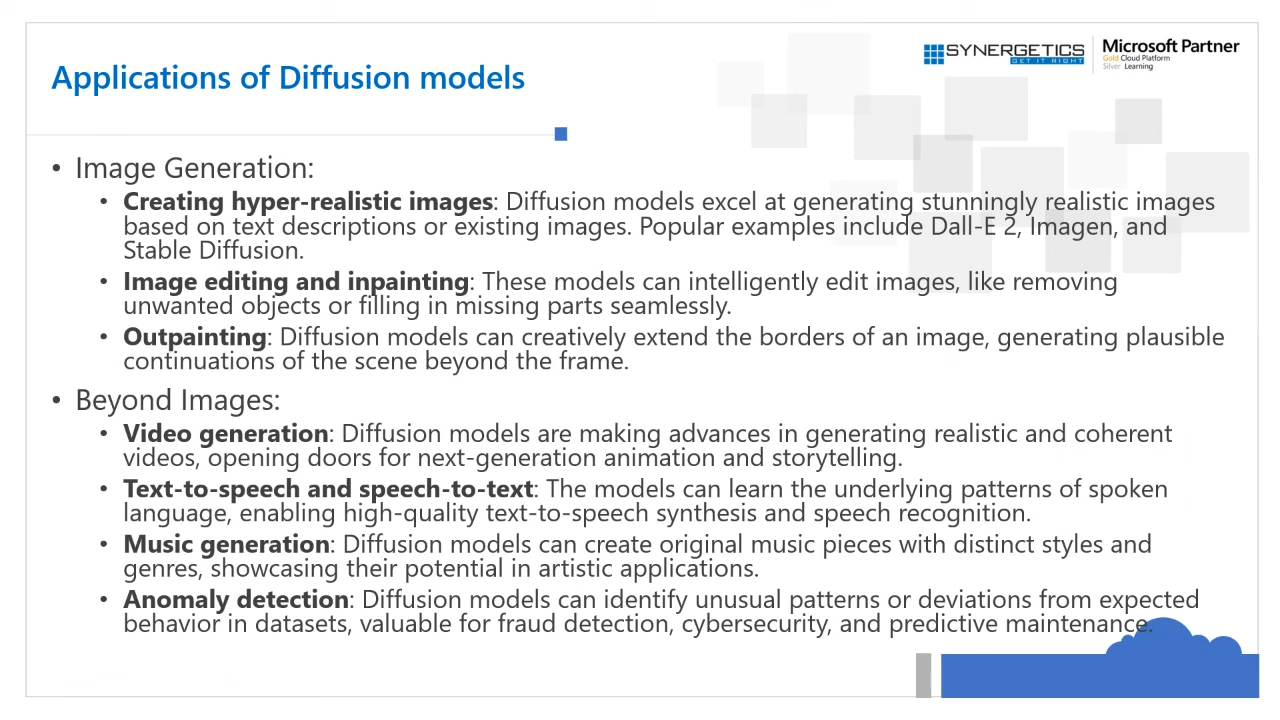 SYNERGETICS
GET IT RIGHT
Microsoft Partner
Gold Cloud Platform
Silver Learning
Applications of Diffusion models
• Image Generation:
• Creating hyper-realistic images: Diffusion models excel at generating stunningly realistic images
based on text descriptions or existing images. Popular examples include Dall-E 2, Imagen, and
Stable Diffusion.
• Image editing and inpainting: These models can intelligently edit images, like removing
unwanted objects or filling in missing parts seamlessly.
• Outpainting: Diffusion models can creatively extend the borders of an image, generating plausible
continuations of the scene beyond the frame.
• Beyond Images:
• Video generation: Diffusion models are making advances in generating realistic and coherent
videos, opening doors for next-generation animation and storytelling.
• Text-to-speech and speech-to-text: The models can learn the underlying patterns of spoken
language, enabling high-quality text-to-speech synthesis and speech recognition.
• Music generation: Diffusion models can create original music pieces with distinct styles and
genres, showcasing their potential in artistic applications.
• Anomaly detection: Diffusion models can identify unusual patterns or deviations from expected
behavior in datasets, valuable for fraud detection, cybersecurity, and predictive maintenance.